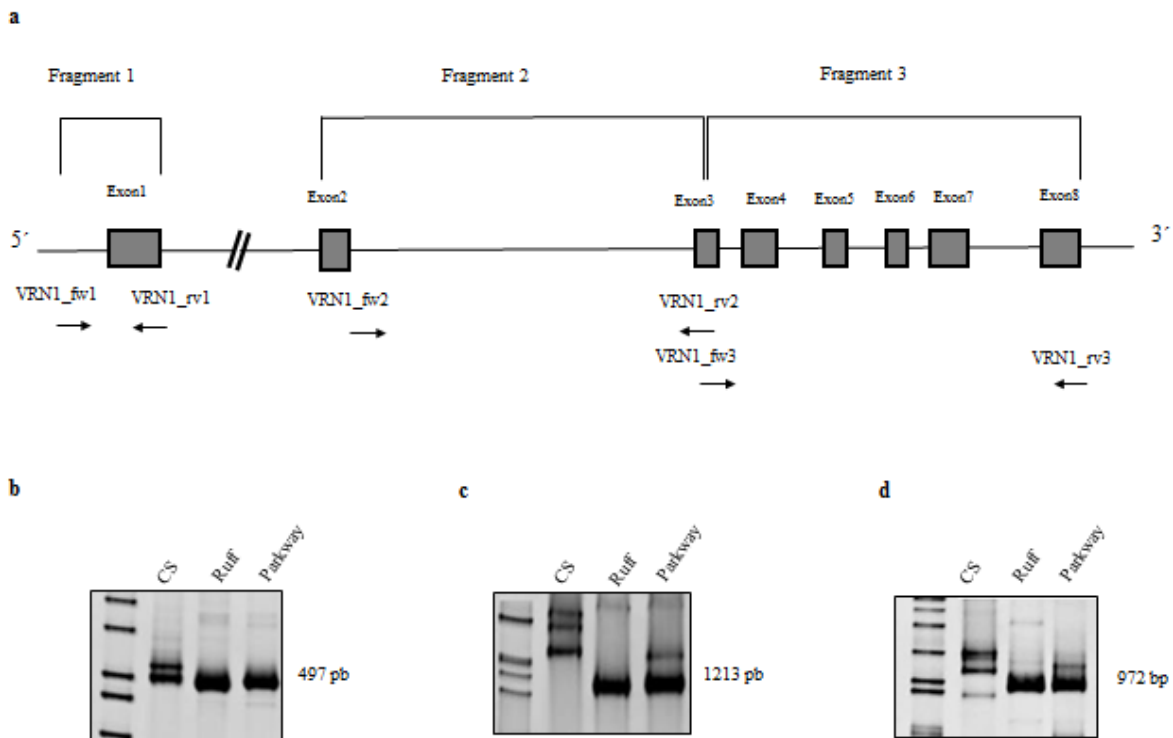 a
Fragment 1 Fragment 2 Fragment 3
Exon1 Exon2 Exon3 Exon4 Exon5 Exon6 Exon7 Exon8
5´ 3´
VRN1_fw1 VRN1_rv1 VRN1_fw2 VRN1_rv2
VRN1_fw3 VRN1_rv3
b c d
CS Ruff Parkway CS Ruff Parkway CS Ruff Parkway
497 pb 1213 pb 972 bp